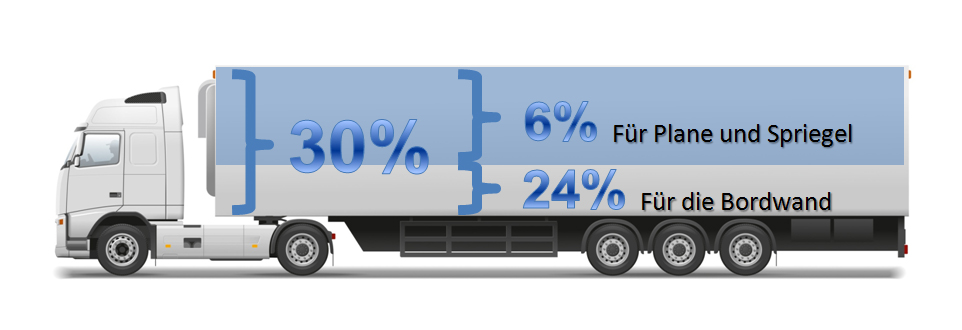 30%
6% Für Plane und Spriegel
24% Für die Bordwand